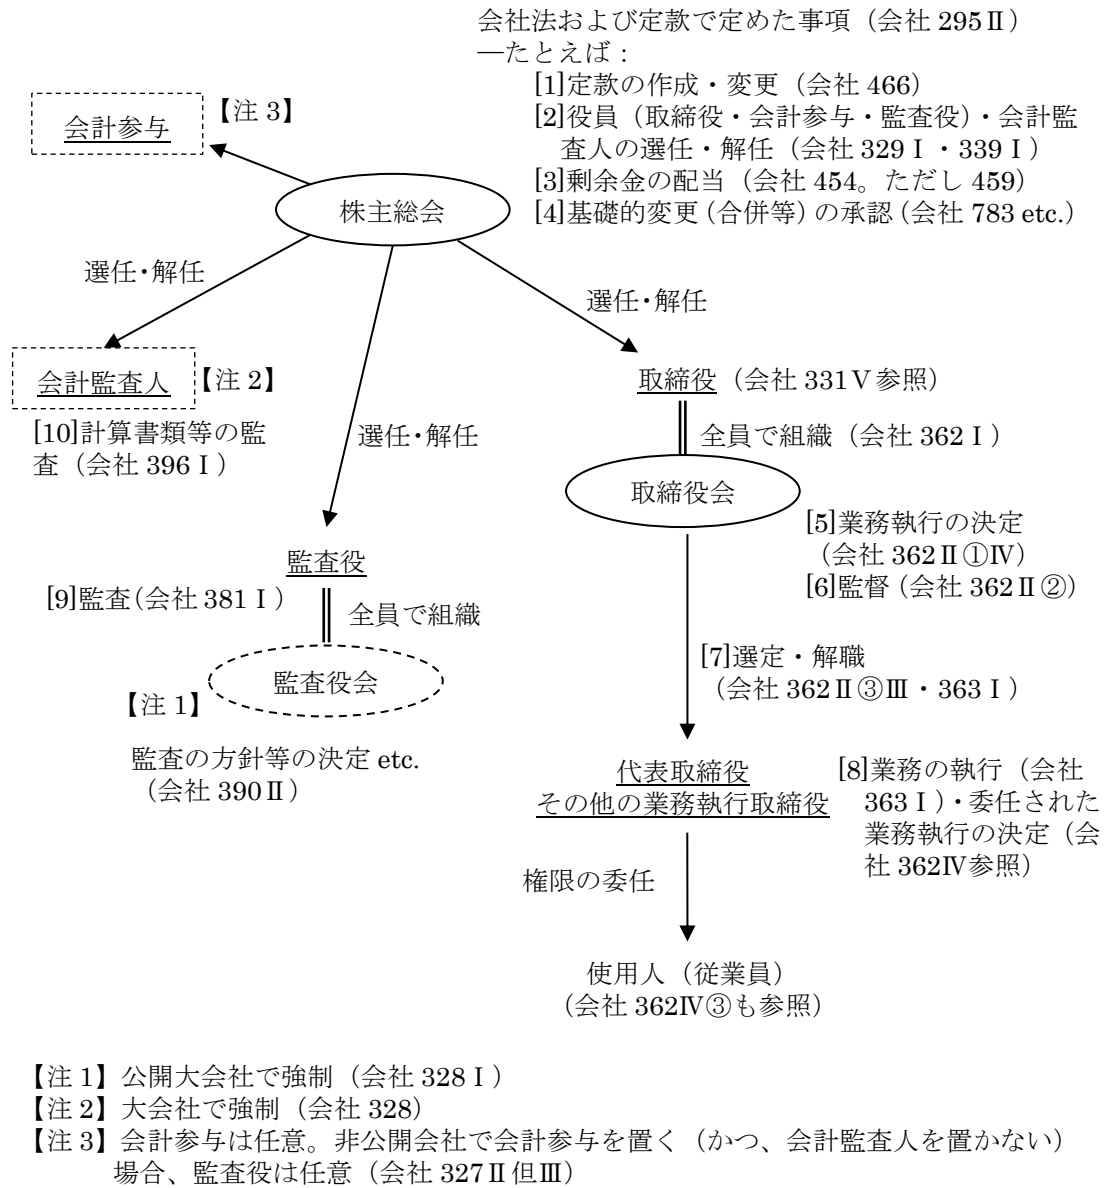 会社法および定款で定めた事項（会社 295Ⅱ）
―たとえば：
[1]定款の作成・変更（会社 466）
[2]役員（取締役・会計参与・監査役）・会計監
査人の選任・解任（会社 329Ⅰ・339Ⅰ）
[3]剰余金の配当（会社 454。ただし 459）
[4]基礎的変更（合併等）の承認（会社 783 etc.）
会計参与
【注 3】
株主総会
選任・解任
選任・解任
会計監査人
【注 2】
[10]計算書類等の監
査（会社 396Ⅰ）
選任・解任
取締役（会社 331Ⅴ参照）
全員で組織（会社 362Ⅰ）
取締役会
[5]業務執行の決定
（会社 362Ⅱ①Ⅳ）
[6]監督（会社 362Ⅱ②）
監査役
[9]監査（会社 381Ⅰ）
全員で組織
監査役会
【注 1】
監査の方針等の決定 etc.
（会社 390Ⅱ）
[7]選定・解職
（会社 362Ⅱ③Ⅲ・363Ⅰ）
代表取締役
その他の業務執行取締役
[8]業務の執行（会社
363Ⅰ）・委任された
業務執行の決定（会
社 362Ⅳ参照）
権限の委任
使用人（従業員）
（会社 362Ⅳ③も参照）
【注 1】公開大会社で強制（会社 328Ⅰ）
【注 2】大会社で強制（会社 328）
【注 3】会計参与は任意。非公開会社で会計参与を置く（かつ、会計監査人を置かない）
場合、監査役は任意（会社 327Ⅱ但Ⅲ）